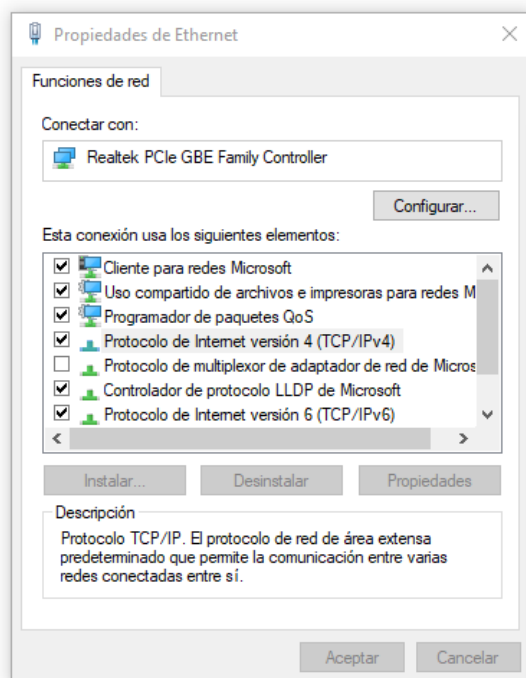 Propiedades de Ethernet
Funciones de red
Conectar con:
Realtek PCIe GBE Family Controller
Configurar...
Esta conexión usa los siguientes elementos:
Cliente para redes Microsoft
Uso compartido de archivos e impresoras para redes M
Programador de paquetes QoS
Protocolo de Internet versión 4 (TCP/IPv4)
Protocolo de multiplexor de adaptador de red de Micros
Controlador de protocolo LLDP de Microsoft
Protocolo de Internet versión 6 (TCP/IPv6)
Instalar...
Desinstalar
Propiedades
Descripción
Protocolo TCP/IP. El protocolo de red de área extensa
predeterminado que permite la comunicación entre varias
redes conectadas entre sí.
Aceptar
Cancelar